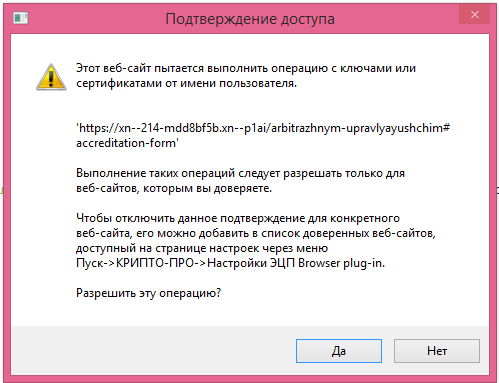 Подтверждение доступа
Этот веб-сайт пытается выполнить операцию с ключами или
сертификатами от имени пользователя.
'https://xn--214-mdd8bf5b.xn--p1ai/arbitrazhnym-upravlyayushchim#
accreditation-form'
Выполнение таких операций следует разрешать только для
веб-сайтов, которым вы доверяете.
Чтобы отключить данное подтверждение для конкретного
веб-сайта, его можно добавить в список доверенных веб-сайтов,
доступный на странице настроек через меню
Пуск->КРИПТО-ПРО->Настройки ЭЦП Browser plug-in.
Разрешить эту операцию?
Да
Нет